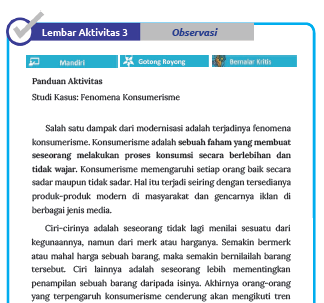 Lembar Aktivitas 3
Observasi
Mandiri
Gotong Royong
Bernalar Kritis
Panduan Aktivitas
Studi Kasus: Fenomena Konsumerisme
Salah satu dampak dari modernisasi adalah terjadinya fenomena
konsumerisme. Konsumerisme adalah sebuah faham yang membuat
seseorang melakukan proses konsumsi secara berlebihan dan
tidak wajar. Konsumerisme memengaruhi setiap orang baik secara
sadar maupun tidak sadar. Hal itu terjadi seiring dengan tersedianya
produk-produk modern di masyarakat dan gencarnya iklan di
berbagai jenis media.
Ciri-cirinya adalah seseorang tidak lagi menilai sesuatu dari
kegunaannya, namun dari merk atau harganya. Semakin bermerk
atau mahal harga sebuah barang, maka semakin bernilailah barang
tersebut. Ciri lainnya adalah seseorang lebih mementingkan
penampilan sebuah barang daripada isinya. Akhirnya orang-orang
yang terpengaruh konsumerisme cenderung akan mengikuti tren